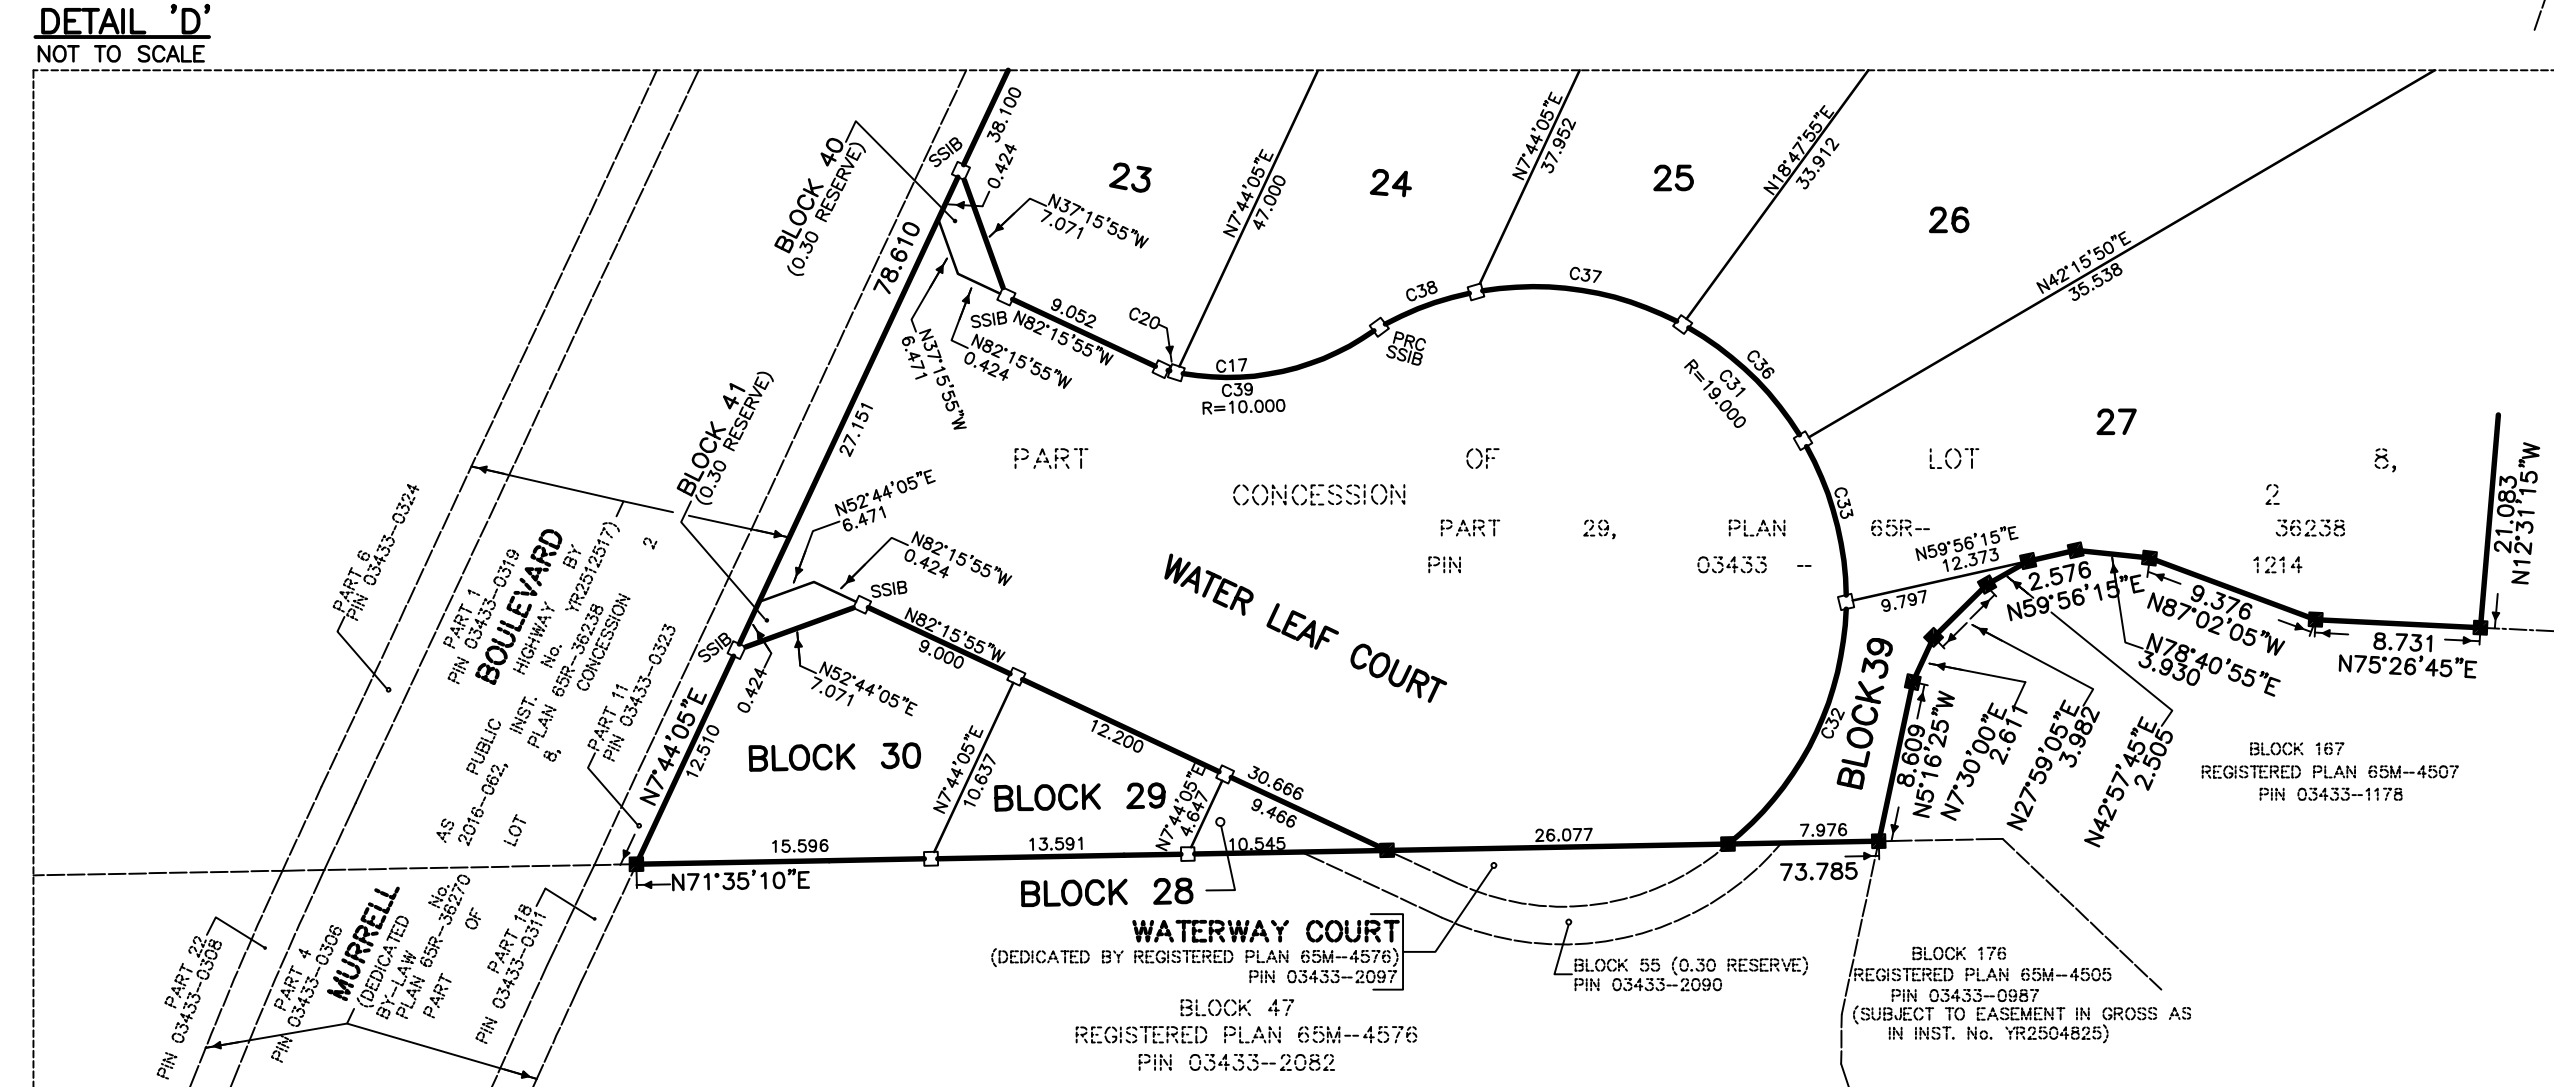 DETAIL 'D'
NOT TO SCALE
BLOCK 40
(0.30 RESERVE)
SSIB
38.100
0.424
78.610
N37°15'55"W
7.071
23
N7°44'05"E
47.000
24
N7°44'05"E
37.952
25
N18°47'55"E
33.912
26
N42°15'50"E
35.538
27
9.052
SSIB
N82°15'55"W
N82°15'55"W
0.424
N37°15'55"W
6.471
C20
C17
C39
R=10.000
C38
PRC
SSIB
C37
C36
C31
R=19.000
C33
C32
BLOCK 41
(0.30 RESERVE)
27.151
N52°44'05"E
6.471
N82°15'55"W
0.424
SSIB
SSIB
N82°15'55"W
9.000
0.424
N52°44'05"E
7.071
PART OF LOT 8,
CONCESSION 2
PART 29, PLAN 65R--36238
PIN 03433--1214
WATER LEAF COURT
N59°56'15"E
12.373
9.797
2.576
N59°56'15"E
9.376
N87°02'05"W
N78°40'55"E
3.930
8.731
N75°26'45"E
21.083
N12°31'15"W
BLOCK39
8.609
N5°16'25"W
N7°30'00"E
2.611
N27°59'05"E
3.982
N42°57'45"E
2.505
BLOCK 167
REGISTERED PLAN 65M--4507
PIN 03433--1178
PART 6
PIN 03433--0324
PART 1
PIN 03433--0319
BOULEVARD
PUBLIC HIGHWAY BY
INST. No. YR2512517)
PLAN 65R--36238
8, CONCESSION 2
PART 11
PIN 03433--0323
N7°44'05"E
12.510
BLOCK 30
N7°44'05"E
10.637
BLOCK 29
12.200
N7°44'05"E
4.647
30.666
9.466
15.596
13.591
10.545
26.077
7.976
73.785
N71°35'10"E
BLOCK 28
MURRELL
(DEDICATED AS
BY-LAW No. 2016-062,
PLAN 65R--36270
PART OF LOT
PART 22
PIN 03433--0308
PART 4
PIN 03433--0306
PART 18
PIN 03433--0311
WATERWAY COURT
(DEDICATED BY REGISTERED PLAN 65M--4576)
PIN 03433--2097
BLOCK 55 (0.30 RESERVE)
PIN 03433--2090
BLOCK 47
REGISTERED PLAN 65M--4576
PIN 03433--2082
BLOCK 176
REGISTERED PLAN 65M--4505
PIN 03433--0987
(SUBJECT TO EASEMENT IN GROSS AS
IN INST. No. YR2504825)